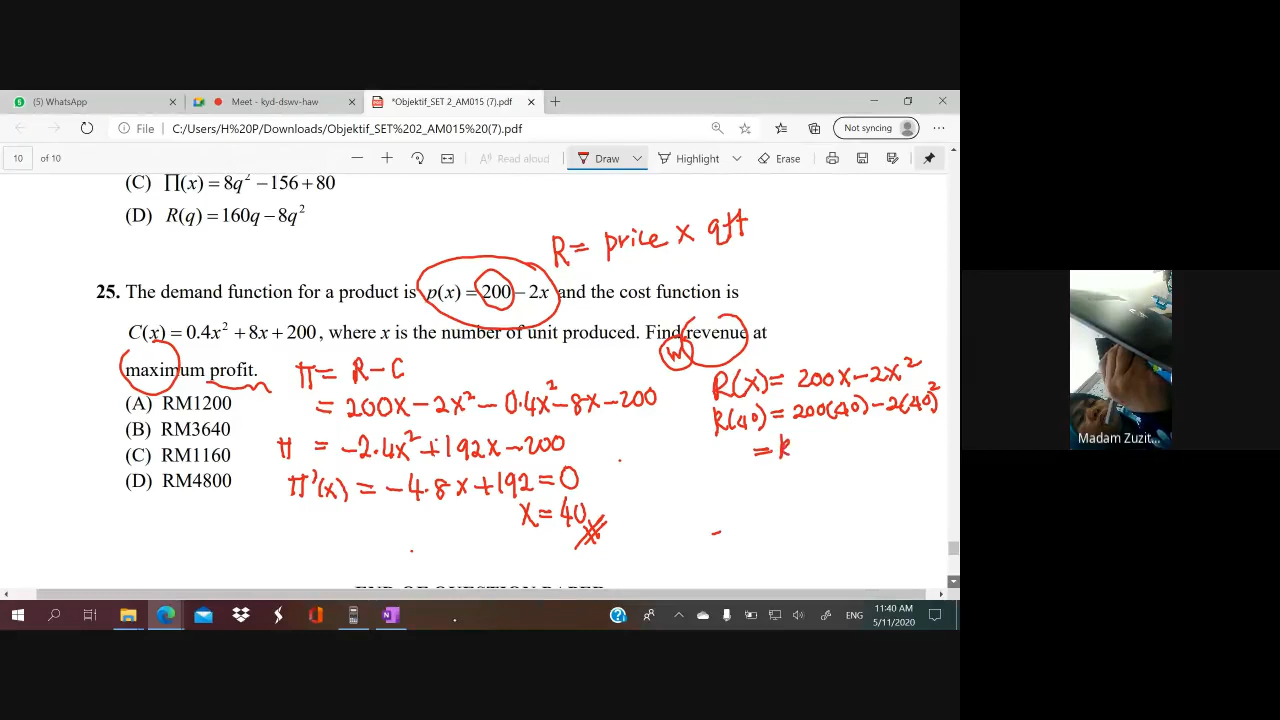 (5) WhatsApp
Meet - kyd-dswv-haw
*Objektif_SET 2_AM015 (7).pdf
File
C:/Users/H%20P/Downloads/Objektif_SET%202_AM015%20(7).pdf
Not syncing
10 of 10
Read aloud
Draw
Highlight
Erase
(C) ∏(x) = 8q² − 156 + 80
(D) R(q) = 160q − 8q²
R = price x qtt
25. The demand function for a product is p(x) = 200 − 2x and the cost function is
C(x) = 0.4x² + 8x + 200, where x is the number of unit produced. Find revenue at
maximum profit.
(A) RM1200
(B) RM3640
(C) RM1160
(D) RM4800
π = R − C
= 200x − 2x² − 0.4x² − 8x − 200
π = −2.4x² + 192x − 200
π'(x) = −4.8x + 192 = 0
x = 40
R(x) = 200x − 2x²
R(40) = 200(40) − 2(40)²
= R
Madam Zuzit...
END OF QUESTION PAPER
ENG
11:40 AM
5/11/2020